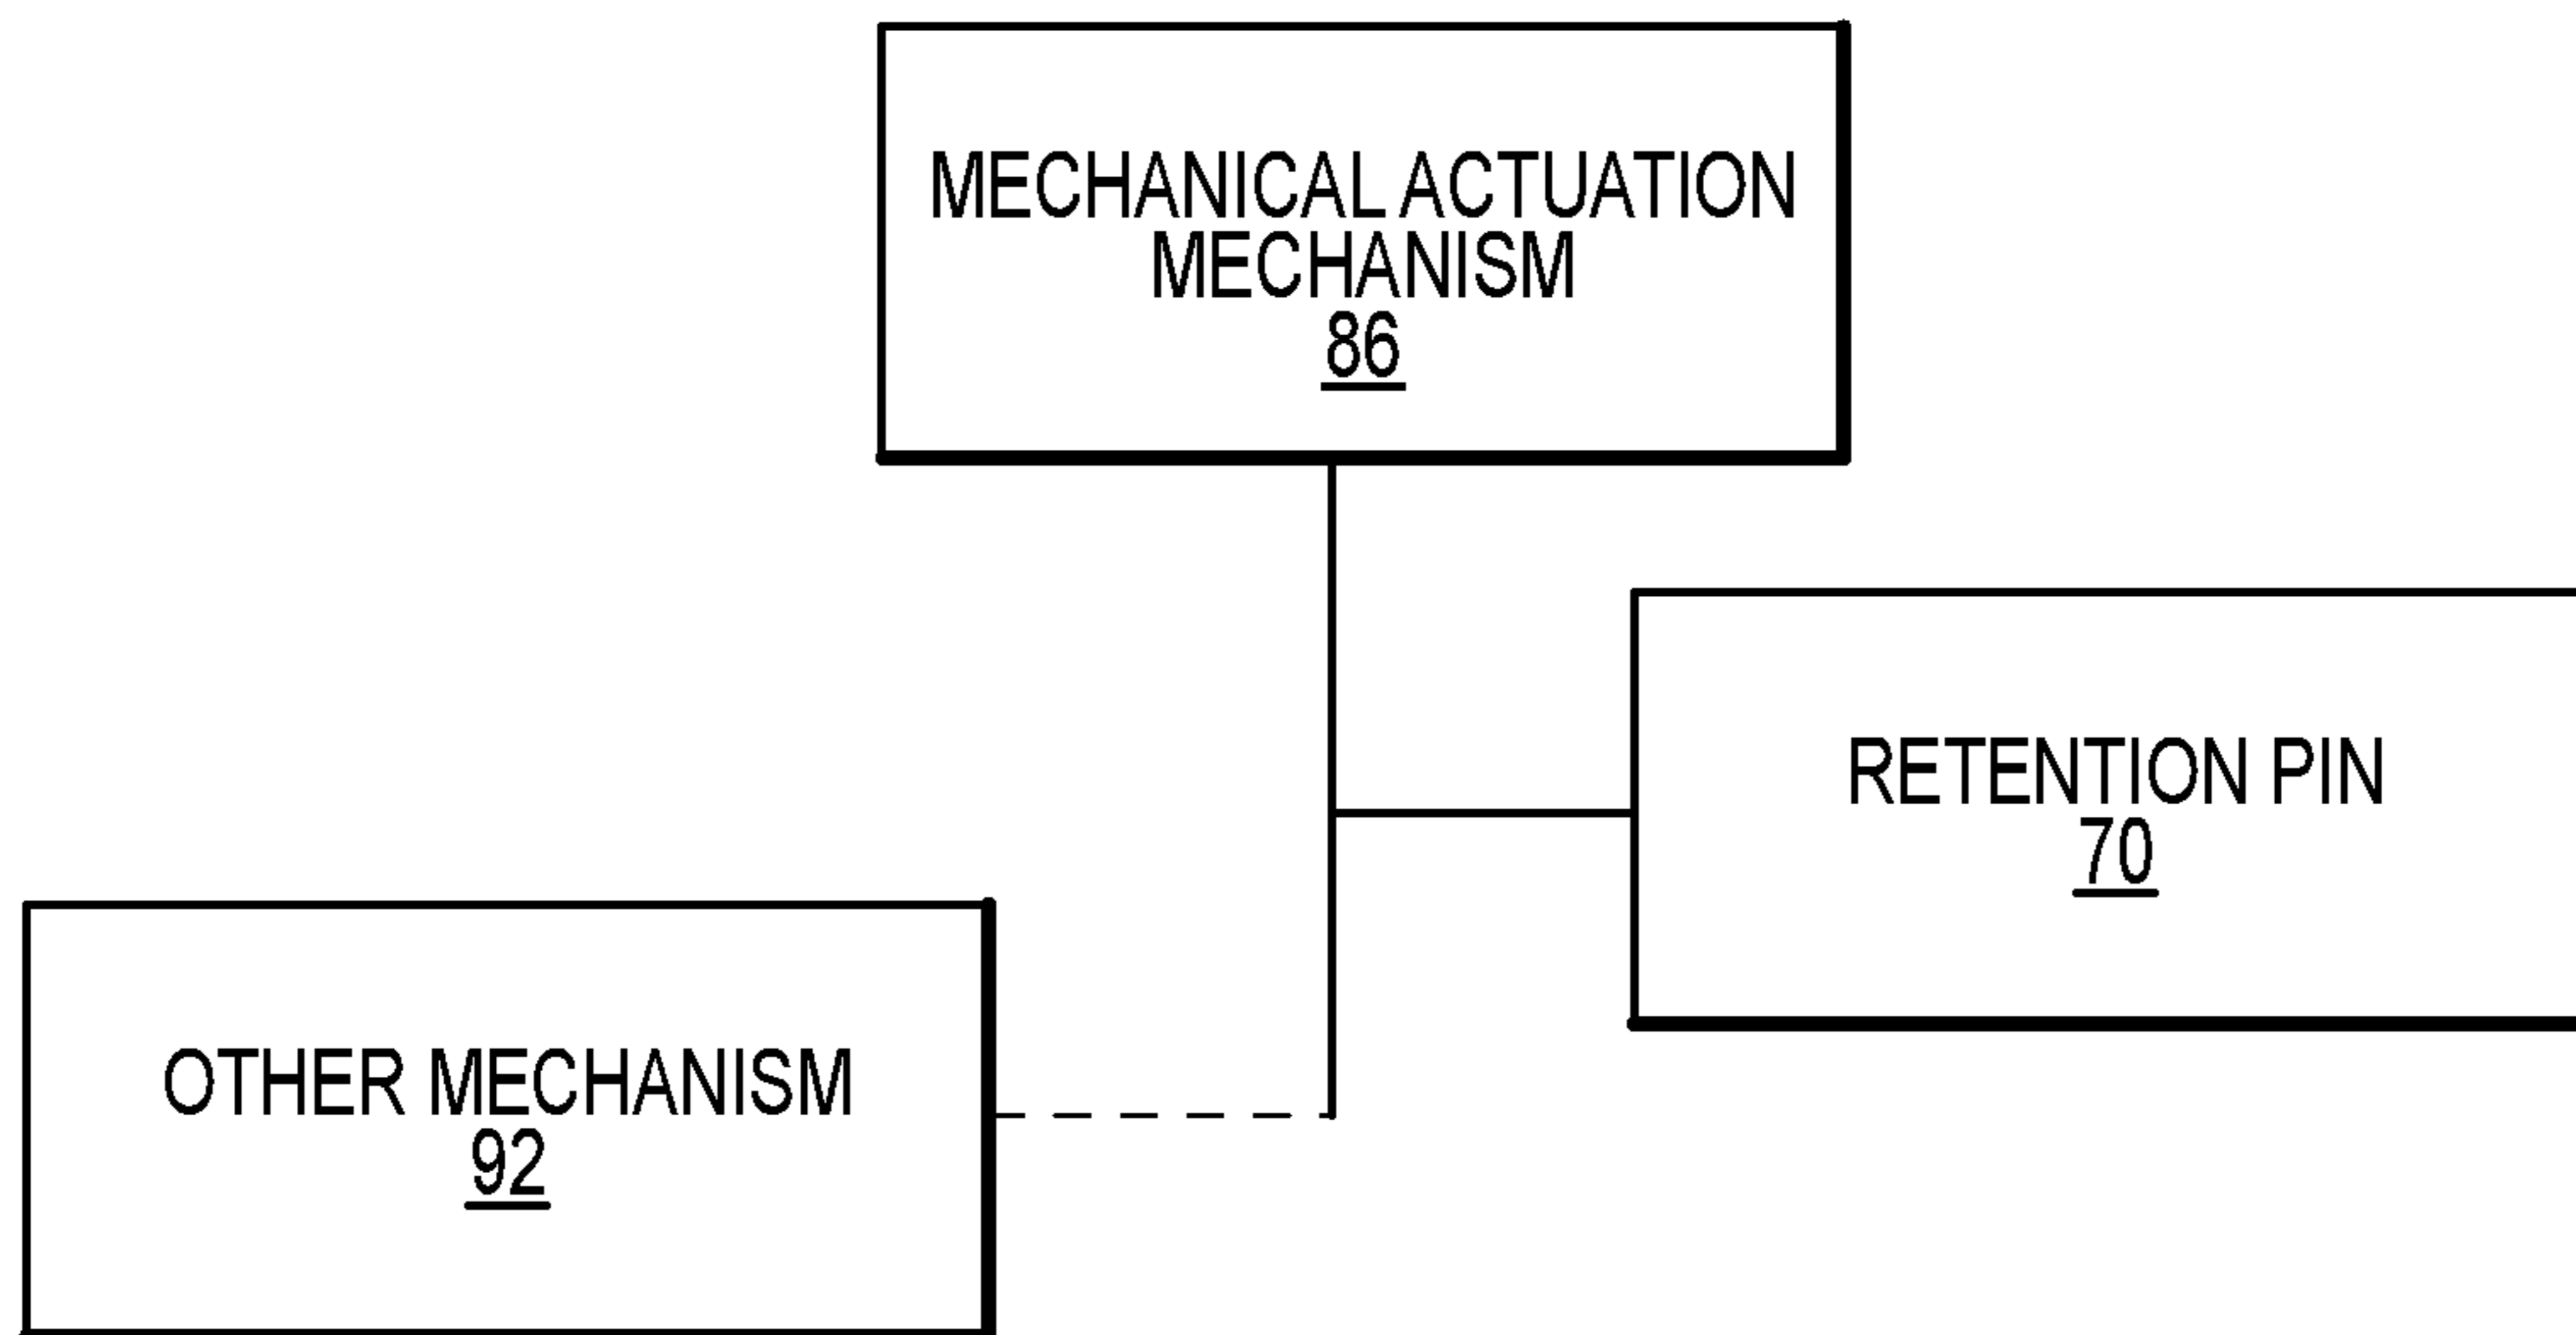 MECHANICAL ACTUATION
MECHANISM
86
RETENTION PIN
70
OTHER MECHANISM
92